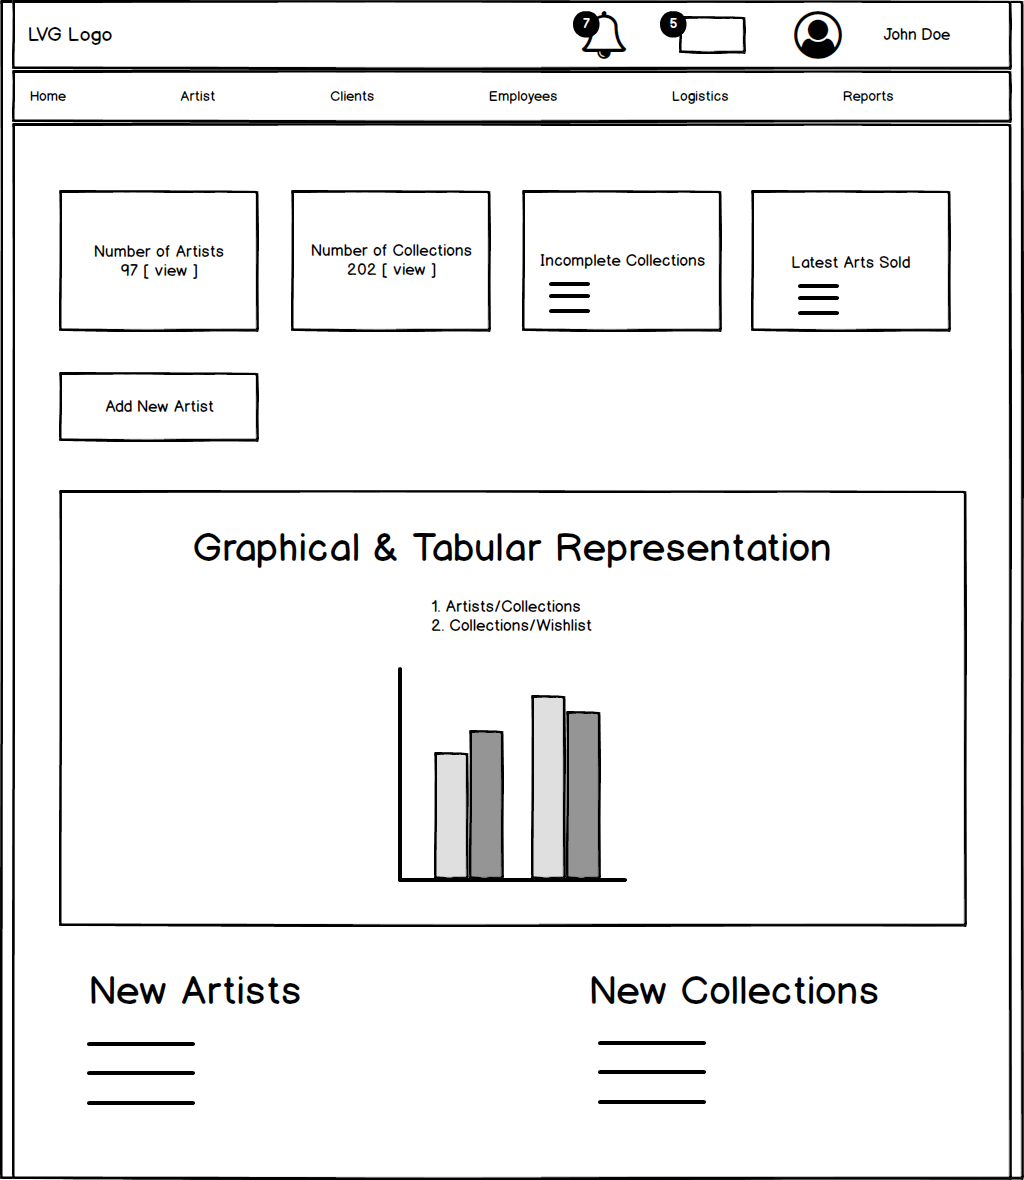 LVG Logo
7
5
John Doe
Home
Artist
Clients
Employees
Logistics
Reports
Number of Artists
97 [ view ]
Number of Collections
202 [ view ]
Incomplete Collections
Latest Arts Sold
Add New Artist
Graphical & Tabular Representation
1. Artists/Collections
2. Collections/Wishlist
New Artists
New Collections